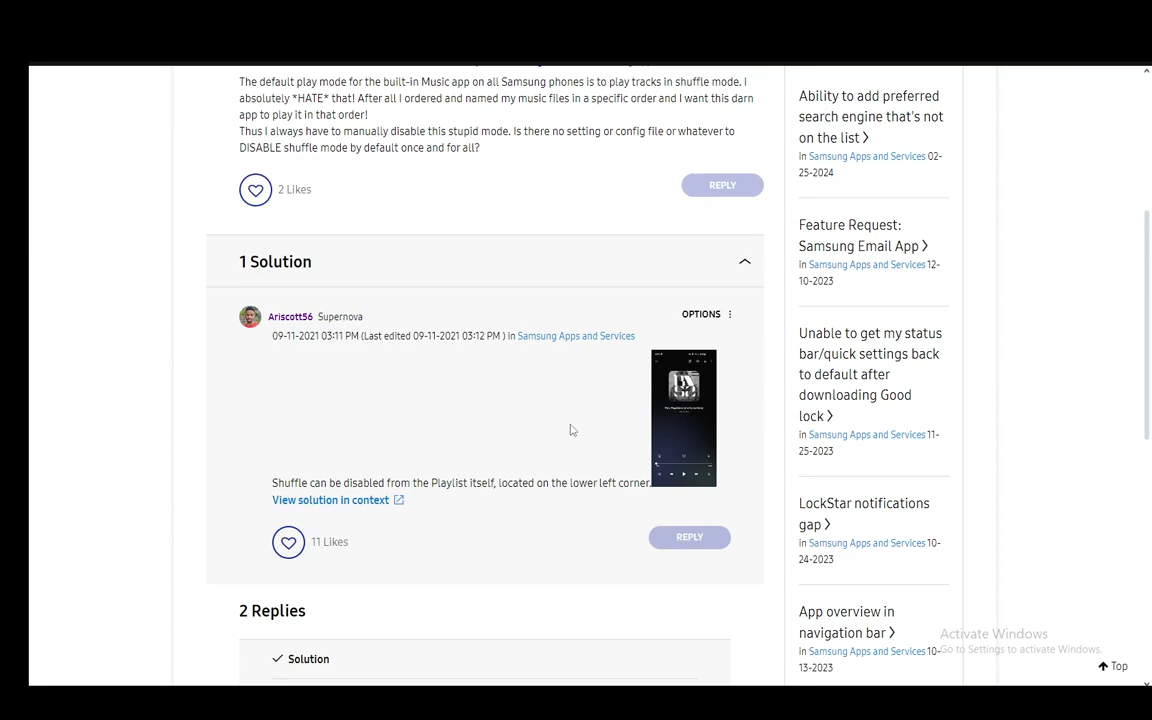 The default play mode for the built-in Music app on all Samsung phones is to play tracks in shuffle mode. I
absolutely *HATE* that! After all I ordered and named my music files in a specific order and I want this darn
app to play it in that order!
Thus I always have to manually disable this stupid mode. Is there no setting or config file or whatever to
DISABLE shuffle mode by default once and for all?
2 Likes
REPLY
1 Solution
Ariscott56 Supernova
OPTIONS
09-11-2021 03:11 PM (Last edited 09-11-2021 03:12 PM ) in Samsung Apps and Services
Shuffle can be disabled from the Playlist itself, located on the lower left corner.
View solution in context
11 Likes
REPLY
2 Replies
Solution
Ability to add preferred
search engine that's not
on the list
in Samsung Apps and Services 02-
25-2024
Feature Request:
Samsung Email App
in Samsung Apps and Services 12-
10-2023
Unable to get my status
bar/quick settings back
to default after
downloading Good
lock
in Samsung Apps and Services 11-
25-2023
LockStar notifications
gap
in Samsung Apps and Services 10-
24-2023
App overview in
navigation bar
in Samsung Apps and Services 10-
13-2023
Activate Windows
Go to Settings to activate Windows.
Top